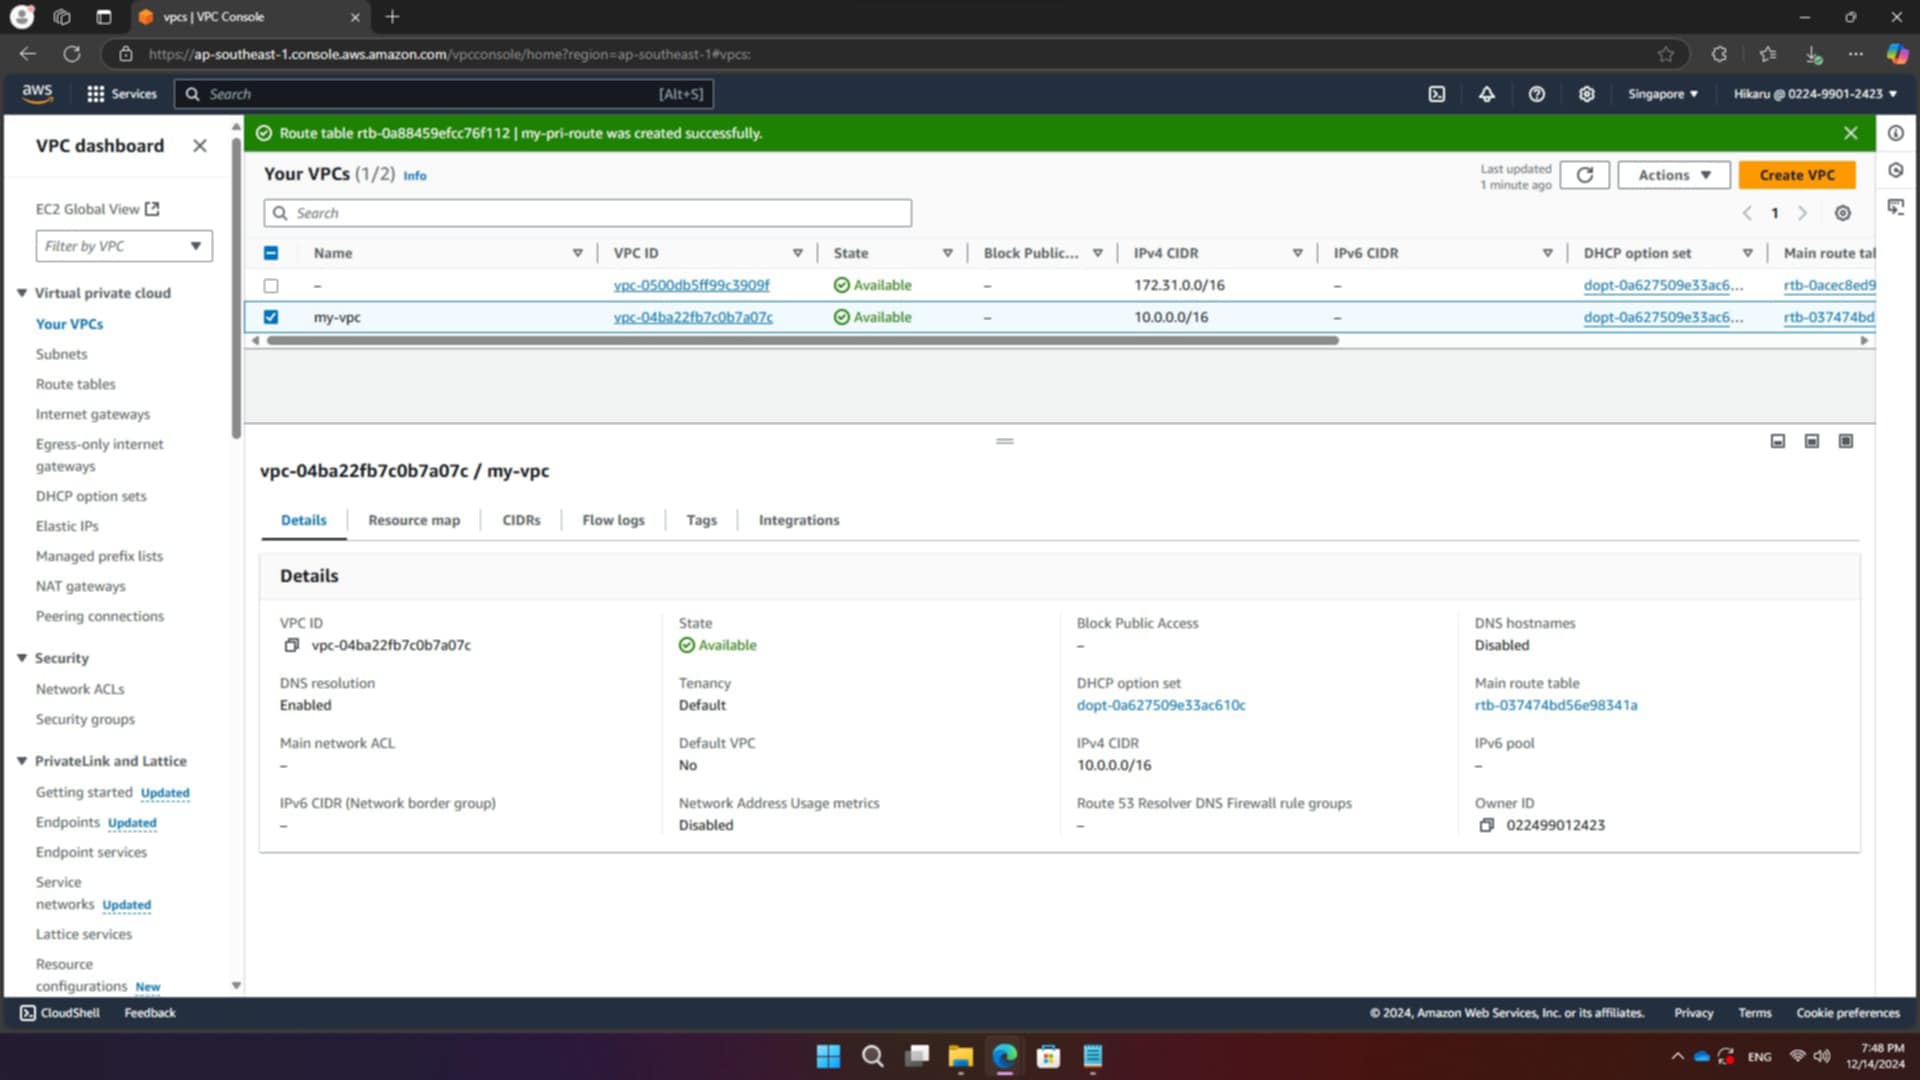 vpcs | VPC Console
https://ap-southeast-1.console.aws.amazon.com/vpcconsole/home?region=ap-southeast-1#vpcs:
aws
Services
Search
[Alt+S]
Singapore
Hikaru @ 0224-9901-2423
VPC dashboard
EC2 Global View
Filter by VPC
Virtual private cloud
Your VPCs
Subnets
Route tables
Internet gateways
Egress-only internet
gateways
DHCP option sets
Elastic IPs
Managed prefix lists
NAT gateways
Peering connections
Security
Network ACLs
Security groups
PrivateLink and Lattice
Getting started Updated
Endpoints Updated
Endpoint services
Service
networks Updated
Lattice services
Resource
configurations New
Route table rtb-0a88459efcc76f112 | my-pri-route was created successfully.
Your VPCs (1/2) Info
Last updated
1 minute ago
Actions
Create VPC
Search
1
Name VPC ID State Block Public... IPv4 CIDR IPv6 CIDR DHCP option set Main route tal
– vpc-0500db5ff99c3909f Available – 172.31.0.0/16 – dopt-0a627509e33ac6... rtb-0acec8ed9
my-vpc vpc-04ba22fb7c0b7a07c Available – 10.0.0.0/16 – dopt-0a627509e33ac6... rtb-037474bd
vpc-04ba22fb7c0b7a07c / my-vpc
Details Resource map CIDRs Flow logs Tags Integrations
Details
VPC ID
vpc-04ba22fb7c0b7a07c
State
Available
Block Public Access
–
DNS hostnames
Disabled
DNS resolution
Enabled
Tenancy
Default
DHCP option set
dopt-0a627509e33ac610c
Main route table
rtb-037474bd56e98341a
Main network ACL
–
Default VPC
No
IPv4 CIDR
10.0.0.0/16
IPv6 pool
–
IPv6 CIDR (Network border group)
–
Network Address Usage metrics
Disabled
Route 53 Resolver DNS Firewall rule groups
–
Owner ID
022499012423
CloudShell
Feedback
© 2024, Amazon Web Services, Inc. or its affiliates.
Privacy
Terms
Cookie preferences
ENG
7:48 PM
12/14/2024